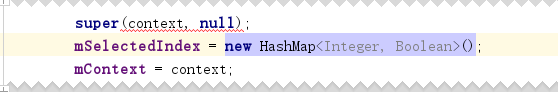 super(context, null);
mSelectedIndex = new HashMap<Integer, Boolean>();
mContext = context;